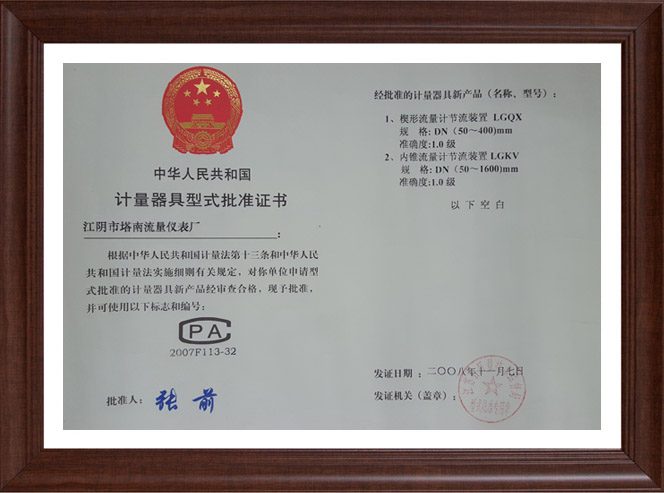 中华人民共和国
计量器具型式批准证书
江阴市塔南流量仪表厂：
根据中华人民共和国计量法第十三条和中华人民
共和国计量法实施细则有关规定，对你单位申请型
式批准的计量器具新产品经审查合格，现予批准，
并可使用以下标志和编号：
CPA
2007F113-32
批准人：张前
经批准的计量器具新产品（名称、型号）：
1、楔形流量计节流装置 LGQX
规 格: DN（50～400)mm
准确度:1.0 级
2、内锥流量计节流装置 LGKV
规 格: DN（50～1600)mm
准确度:1.0 级
以下空白
发证日期：二〇〇八年十一月七日
发证机关（盖章）：